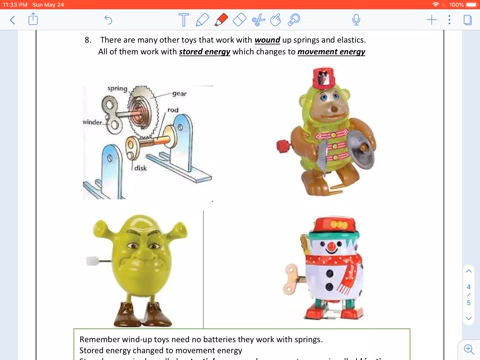 11:33 PM Sun May 24
100%
8. There are many other toys that work with wound up springs and elastics.
All of them work with stored energy which changes to movement energy
spring
gear
rod
winder
disk
4
5
Remember wind-up toys need no batteries they work with springs.
Stored energy changed to movement energy